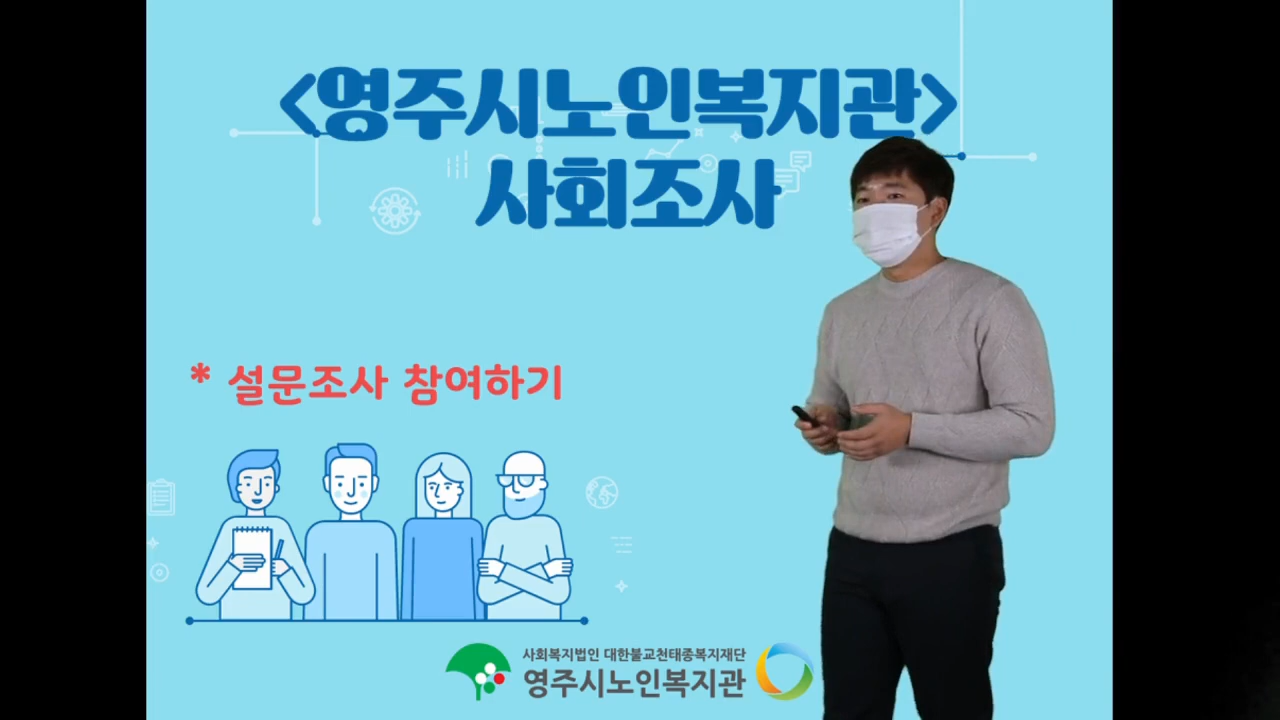 <영주시노인복지관>
사회조사
* 설문조사 참여하기
사회복지법인 대한불교천태종복지재단
영주시노인복지관